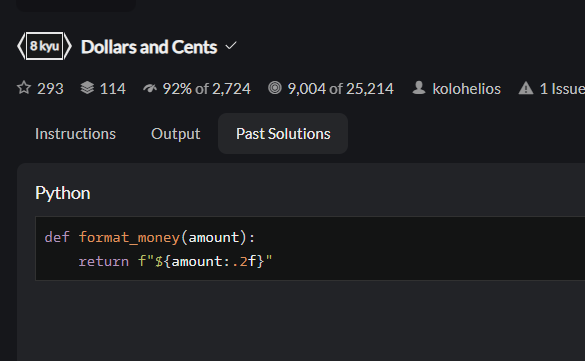 8 kyu Dollars and Cents
293 114 92% of 2,724 9,004 of 25,214 kolohelios 1 Issue
Instructions Output Past Solutions
Python
def format_money(amount):
    return f"${amount:.2f}"